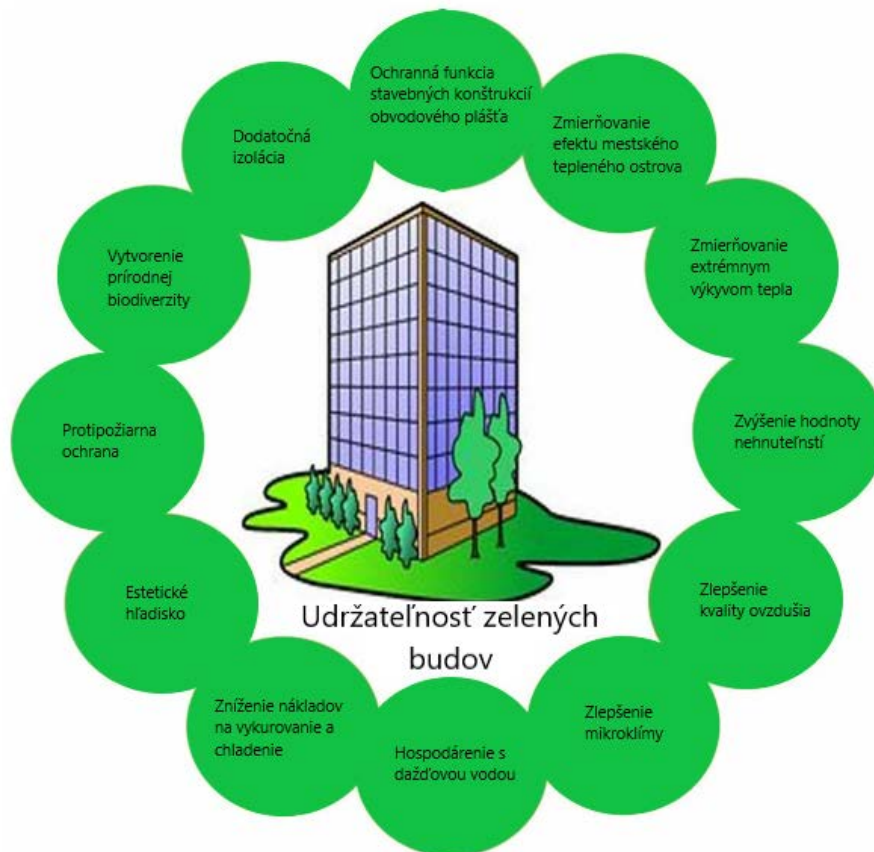 Ochranná funkcia
stavebných konštrukcií
obvodového plášťa
Zmierňovanie
efektu mestského
tepleného ostrova
Zmierňovanie
extrémnym
výkyvom tepla
Zvýšenie hodnoty
nehnuteľnstí
Zlepšenie
kvality ovzdušia
Zlepšenie
mikroklímy
Hospodárenie s
dažďovou vodou
Zníženie nákladov
na vykurovanie a
chladenie
Estetické
hľadisko
Protipožiarna
ochrana
Vytvorenie
prírodnej
biodiverzity
Dodatočná
izolácia
Udržateľnosť zelených
budov